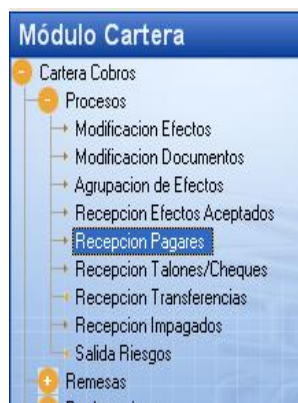 Módulo Cartera
Cartera Cobros
Procesos
Modificacion Efectos
Modificacion Documentos
Agrupacion de Efectos
Recepcion Efectos Aceptados
Recepcion Pagares
Recepcion Talones/Cheques
Recepcion Transferencias
Recepcion Impagados
Salida Riesgos
Remesas